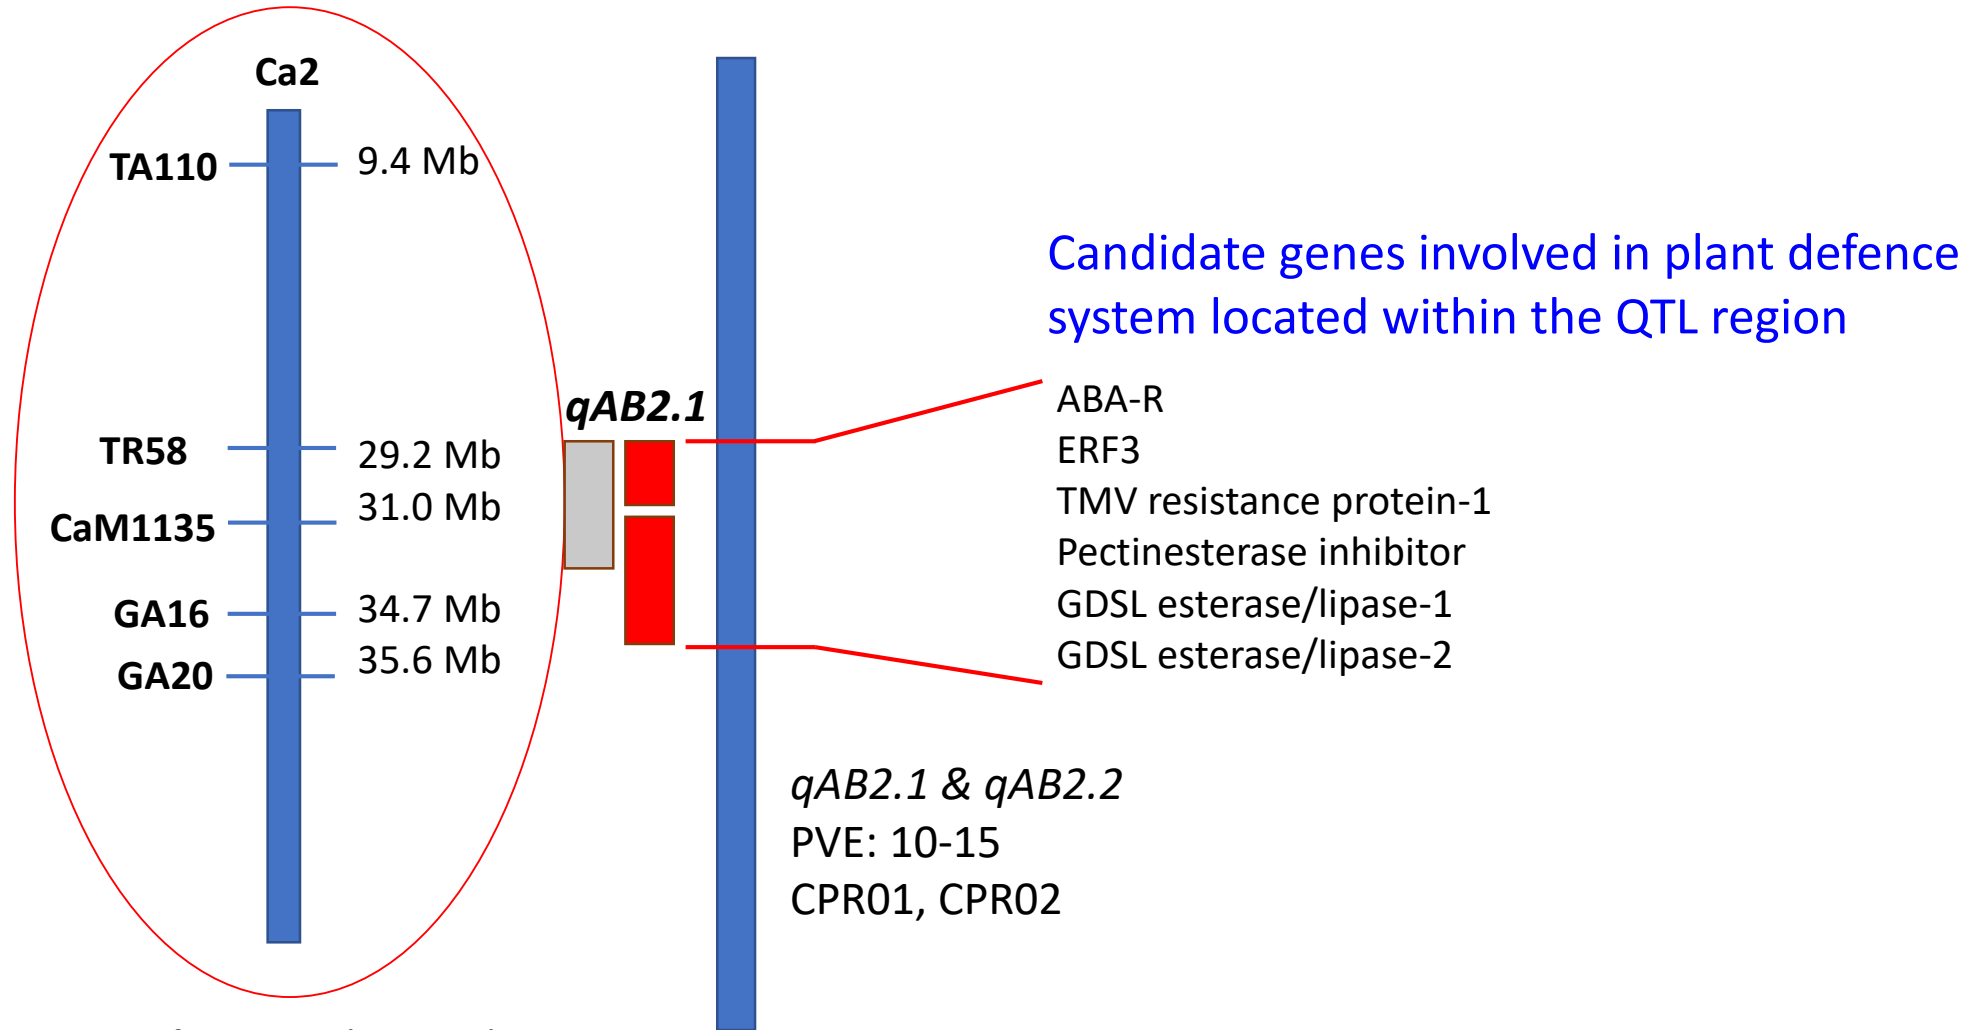 Ca2
TA110
9.4 Mb
TR58
29.2 Mb
CaM1135
31.0 Mb
GA16
34.7 Mb
GA20
35.6 Mb
qAB2.1
Candidate genes involved in plant defence
system located within the QTL region
ABA-R
ERF3
TMV resistance protein-1
Pectinesterase inhibitor
GDSL esterase/lipase-1
GDSL esterase/lipase-2
qAB2.1 & qAB2.2
PVE: 10-15
CPR01, CPR02